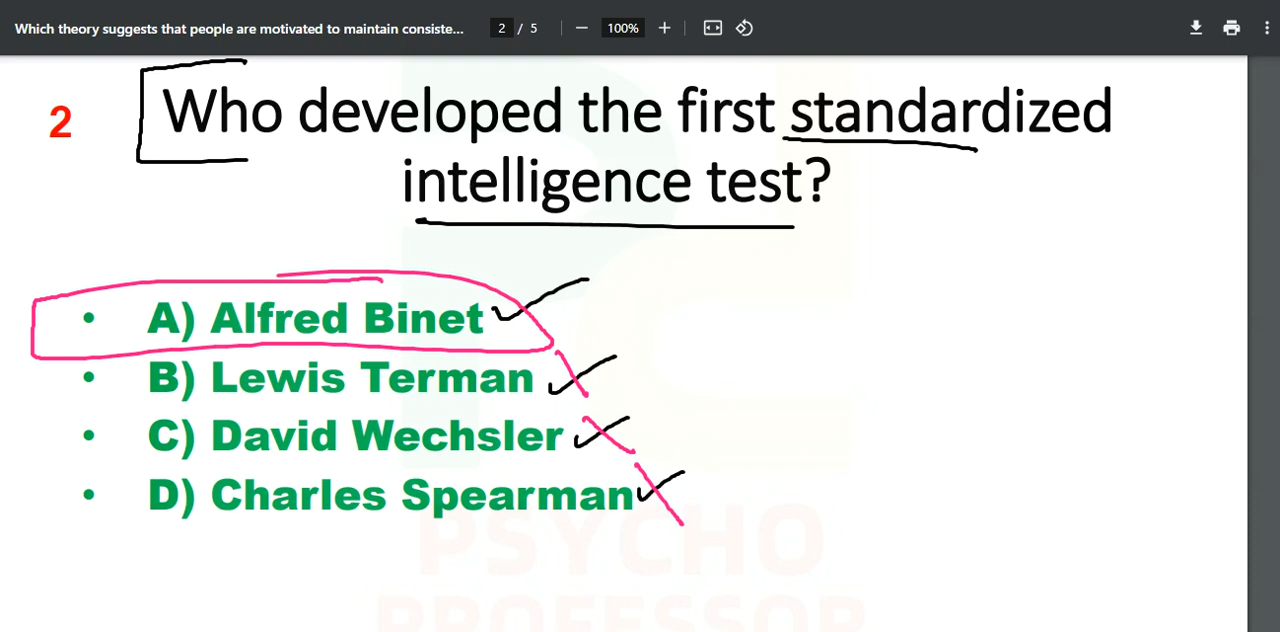 Which theory suggests that people are motivated to maintain consiste...
2 / 5
100%
2
Who developed the first standardized
intelligence test?
• A) Alfred Binet
• B) Lewis Terman
• C) David Wechsler
• D) Charles Spearman
PSYCHO
PROFESSOR